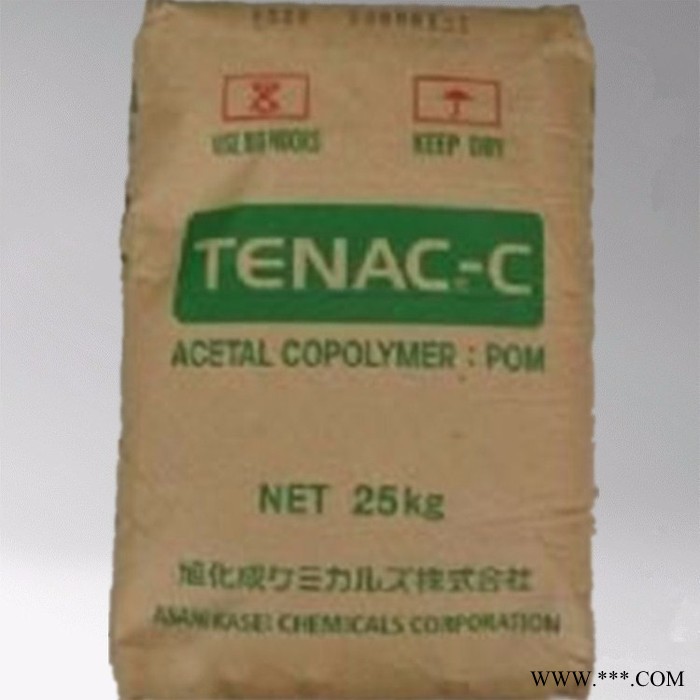 USE NO HOOKS
KEEP DRY
TENAC-C
ACETAL COPOLYMER : POM
NET 25kg
旭化成ケミカルズ株式会社
ASAHI KASEI CHEMICALS CORPORATION
WWW.***.COM